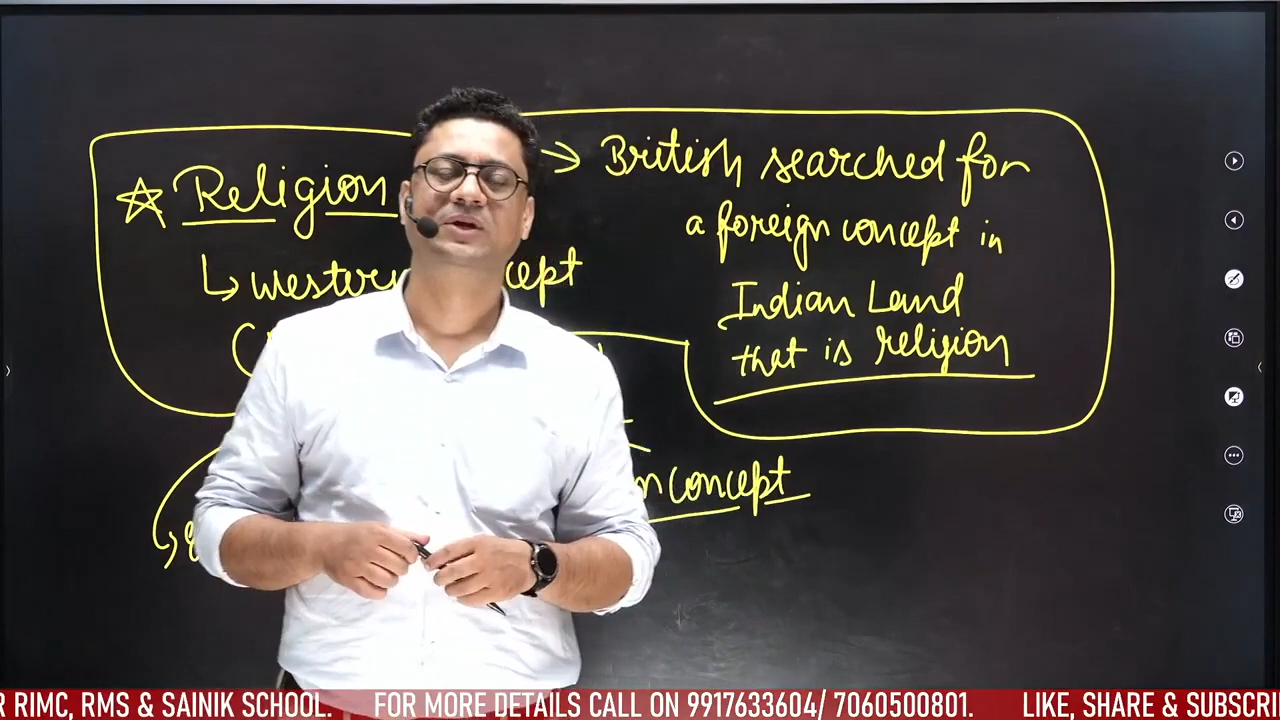 ☆ Religion
→ British searched for
a foreign concept in
Indian Land
that is religion
↳ western
cept
n concept
R RIMC, RMS & SAINIK SCHOOL. FOR MORE DETAILS CALL ON 9917633604/ 7060500801. LIKE, SHARE & SUBSCRI